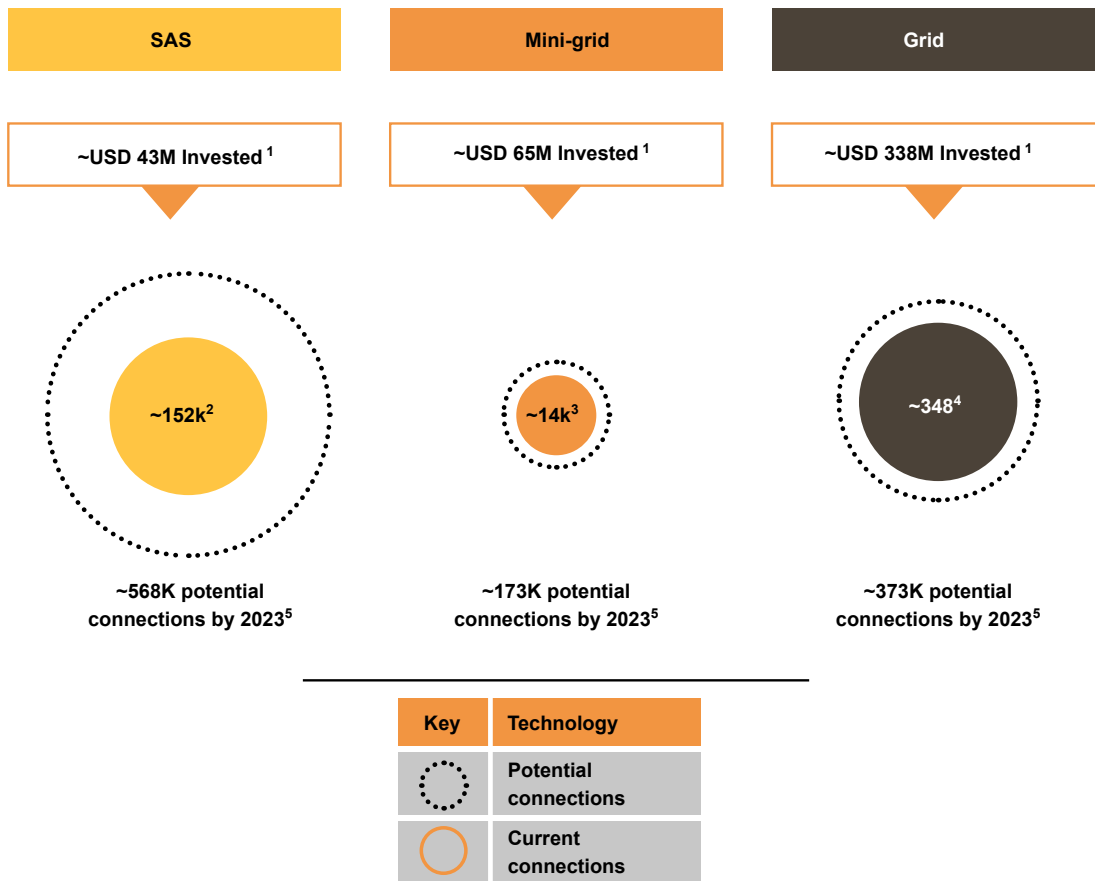 SAS
Mini-grid
Grid
~USD 43M Invested 1
~USD 65M Invested 1
~USD 338M Invested 1
~152k2
~14k3
~3484
~568K potential
connections by 20235
~173K potential
connections by 20235
~373K potential
connections by 20235
Key
Technology
Potential
connections
Current
connections